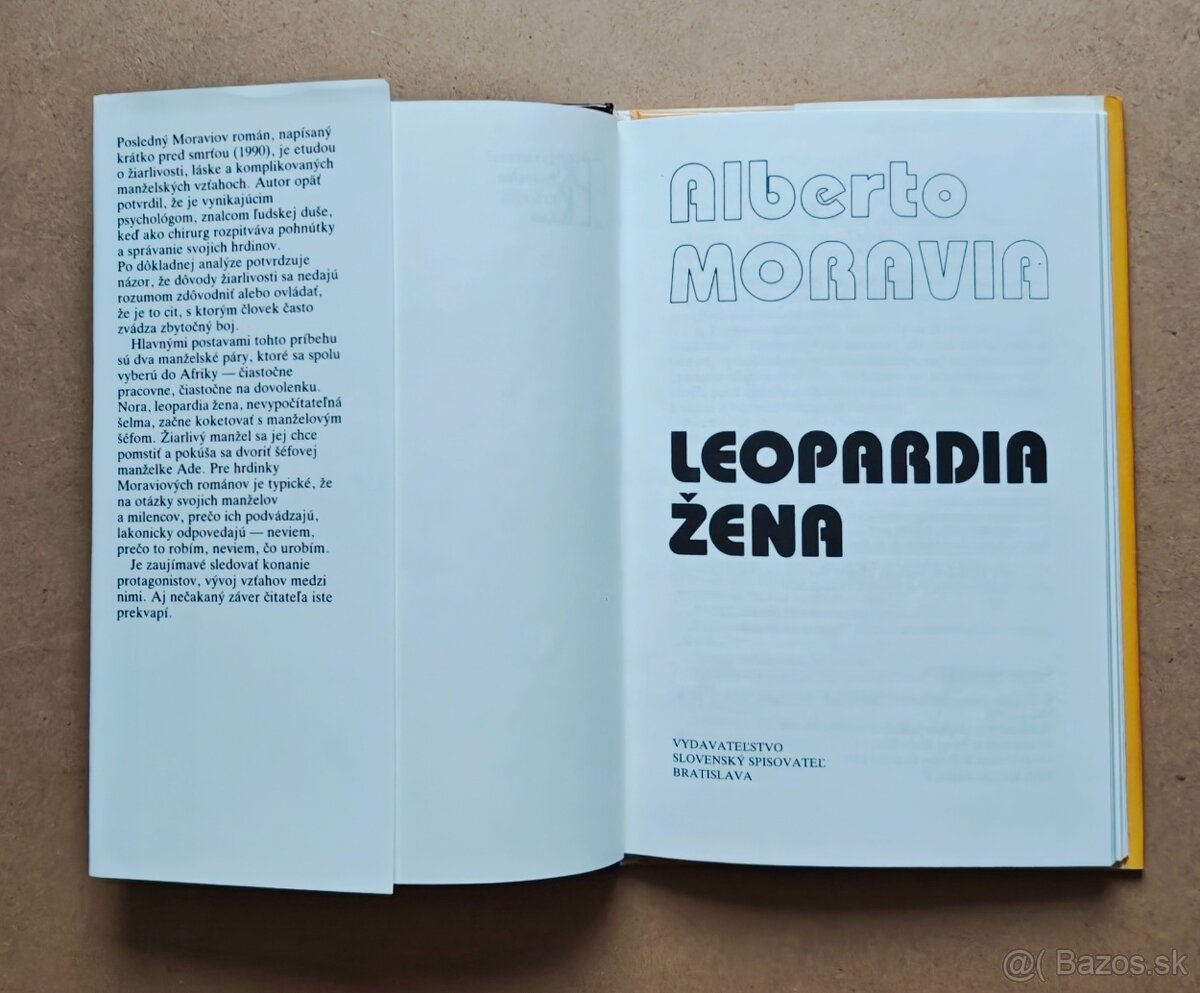 Posledný Moraviov román, napísaný
krátko pred smrťou (1990), je etudou
o žiarlivosti, láske a komplikovaných
manželských vzťahoch. Autor opäť
potvrdil, že je vynikajúcim
psychológom, znalcom ľudskej duše,
keď ako chirurg rozpitváva pohnútky
a správanie svojich hrdinov.
Po dôkladnej analýze potvrdzuje
názor, že dôvody žiarlivosti sa nedajú
rozumom zdôvodniť alebo ovládať,
že je to cit, s ktorým človek často
zvádza zbytočný boj.
Hlavnými postavami tohto príbehu
sú dva manželské páry, ktoré sa spolu
vyberú do Afriky — čiastočne
pracovne, čiastočne na dovolenku.
Nora, leopardia žena, nevypočítateľná
šelma, začne koketovať s manželovým
šéfom. Žiarlivý manžel sa jej chce
pomstiť a pokúša sa dvoriť šéfovej
manželke Ade. Pre hrdinky
Moraviových románov je typické, že
na otázky svojich manželov
a milencov, prečo ich podvádzajú,
lakonicky odpovedajú — neviem,
prečo to robím, neviem, čo urobím.
Je zaujímavé sledovať konanie
protagonistov, vývoj vzťahov medzi
nimi. Aj nečakaný záver čitateľa iste
prekvapí.
Alberto
MORAVIA
LEOPARDIA
ŽENA
VYDAVATEĽSTVO
SLOVENSKÝ SPISOVATEĽ
BRATISLAVA
@( Bazos.sk